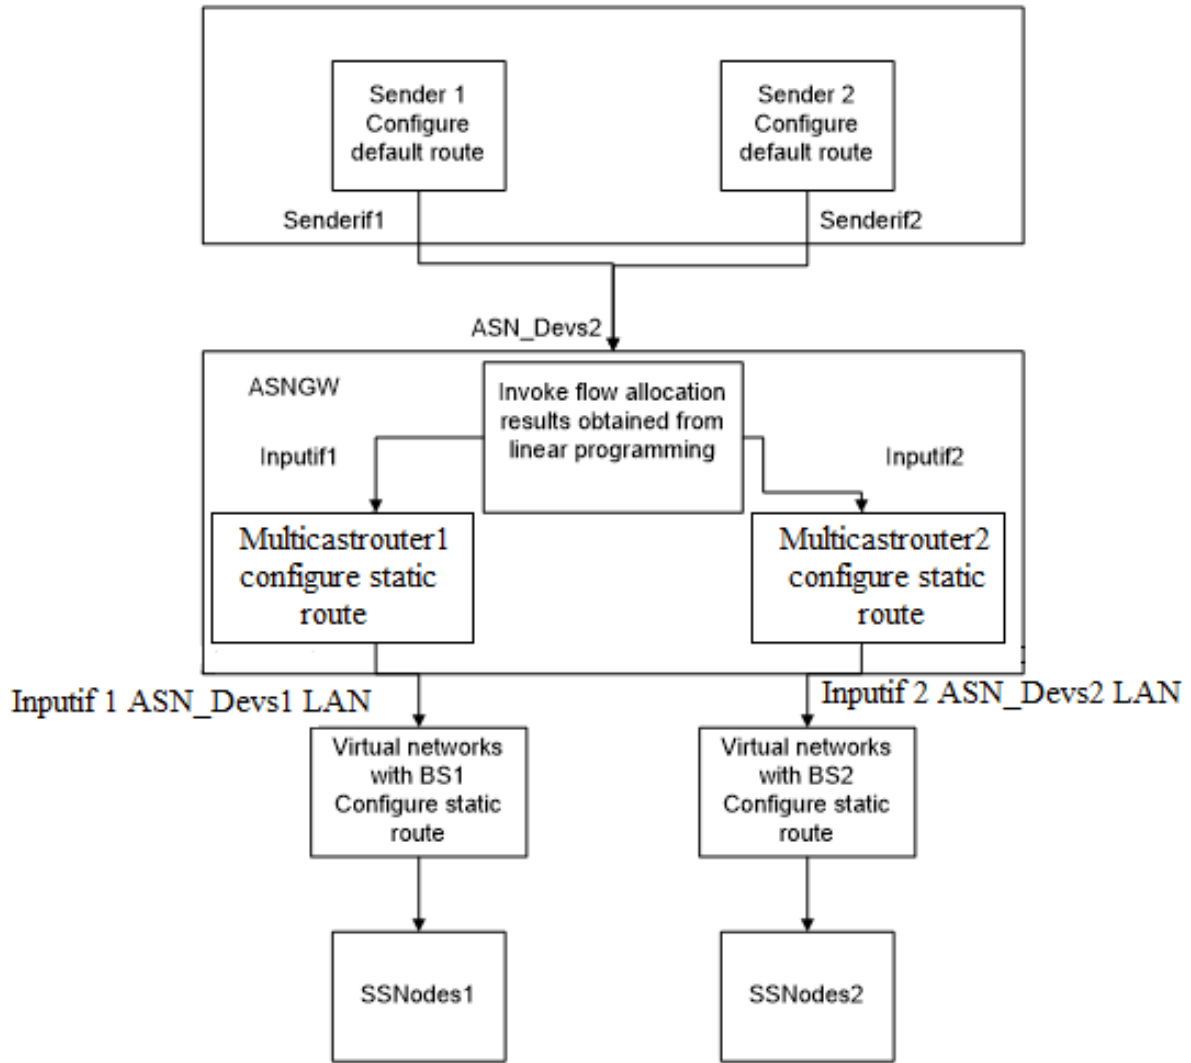 Sender 1
Configure
default route
Sender 2
Configure
default route
Senderif1
Senderif2
ASN_Devs2
ASNGW
Invoke flow allocation
results obtained from
linear programming
Inputif1
Inputif2
Multicastrouter1
configure static
route
Multicastrouter2
configure static
route
Inputif 1 ASN_Devs1 LAN
Inputif 2 ASN_Devs2 LAN
Virtual networks
with BS1
Configure static
route
Virtual networks
with BS2
Configure static
route
SSNodes1
SSNodes2